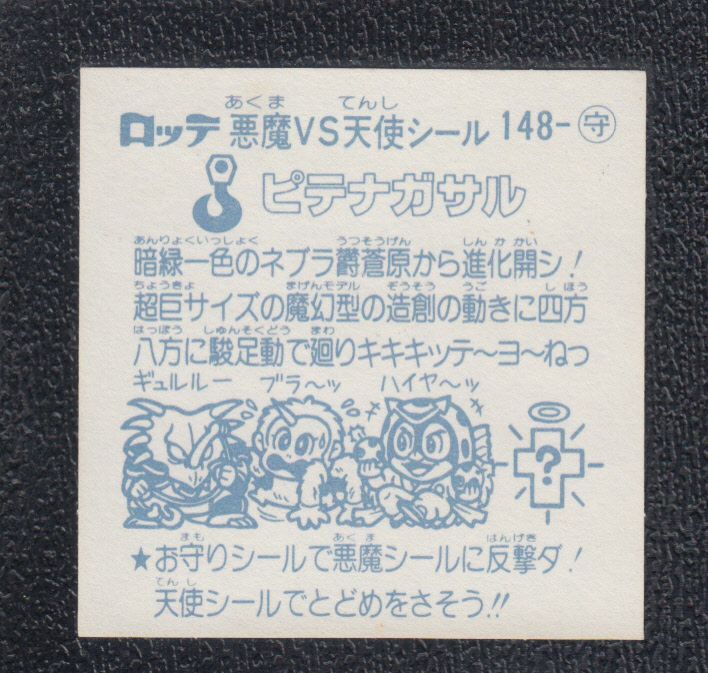 あくま てんし
ロッテ 悪魔VS天使シール 148-守
ピテナガサル
あんりょくいっしょく うつそうげん しんかかい
暗緑一色のネブラ欝蒼原から進化開シ!
ちょうきょ まげんモデル ぞうそう うご しほう
超巨サイズの魔幻型の造創の動きに四方
はっぽう しゅんそくどう まわ
八方に駿足動で廻りキキキッテ〜ヨ〜ねっ
ギュルルー ブラ〜ッ ハイヤ〜ッ
?
まも あくま はんげき
★お守りシールで悪魔シールに反撃ダ!
てんし
天使シールでとどめをさそう!!